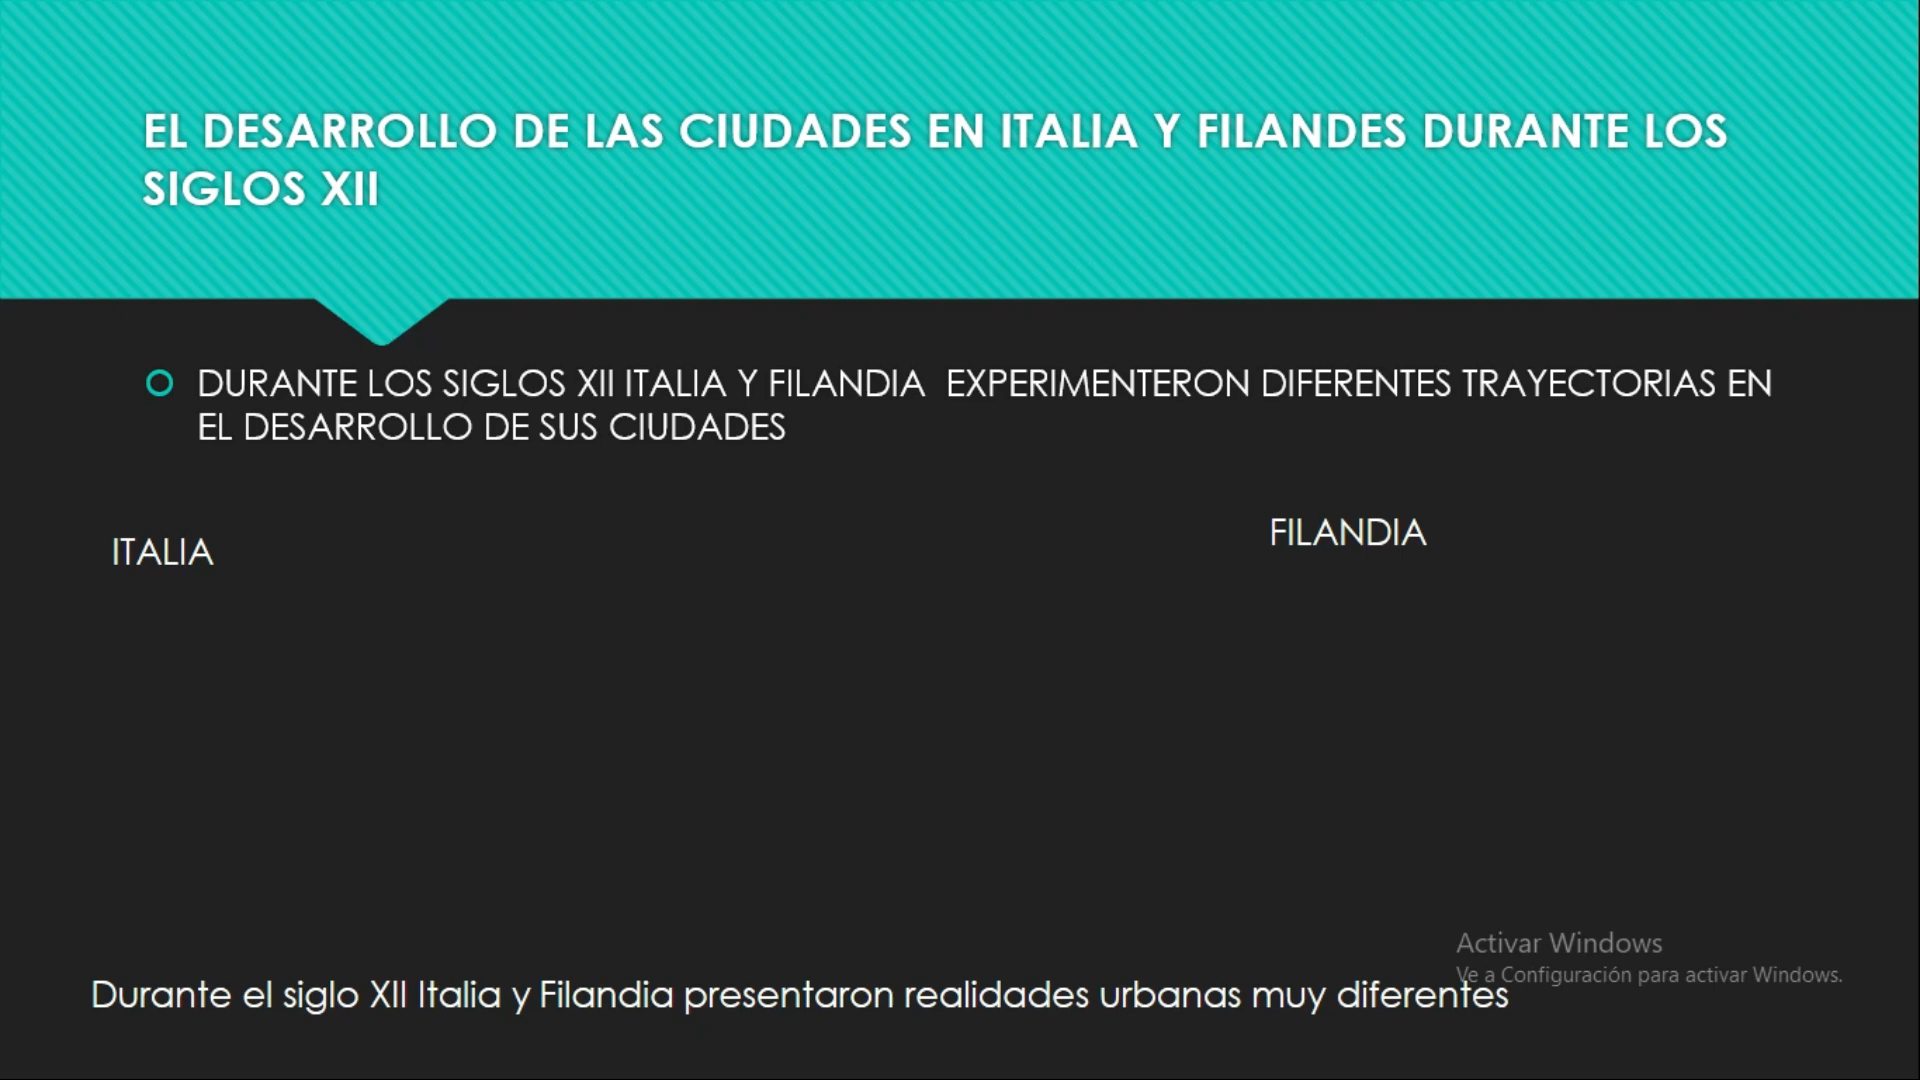 EL DESARROLLO DE LAS CIUDADES EN ITALIA Y FILANDES DURANTE LOS
SIGLOS XII
DURANTE LOS SIGLOS XII ITALIA Y FILANDIA EXPERIMENTERON DIFERENTES TRAYECTORIAS EN
EL DESARROLLO DE SUS CIUDADES
ITALIA
FILANDIA
Activar Windows
Ve a Configuración para activar Windows.
Durante el siglo XII Italia y Filandia presentaron realidades urbanas muy diferentes